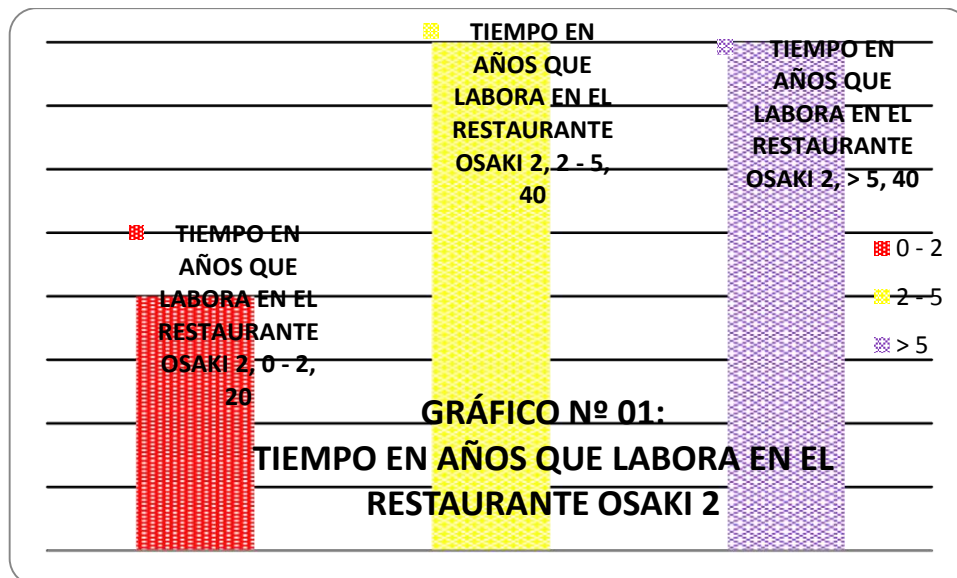 TIEMPO EN
AÑOS QUE
LABORA EN EL
RESTAURANTE
OSAKI 2, 0 - 2,
20
TIEMPO EN
AÑOS QUE
LABORA EN EL
RESTAURANTE
OSAKI 2, 2 - 5,
40
TIEMPO EN
AÑOS QUE
LABORA EN EL
RESTAURANTE
OSAKI 2, > 5, 40
0 - 2
2 - 5
> 5
GRÁFICO Nº 01:
TIEMPO EN AÑOS QUE LABORA EN EL
RESTAURANTE OSAKI 2